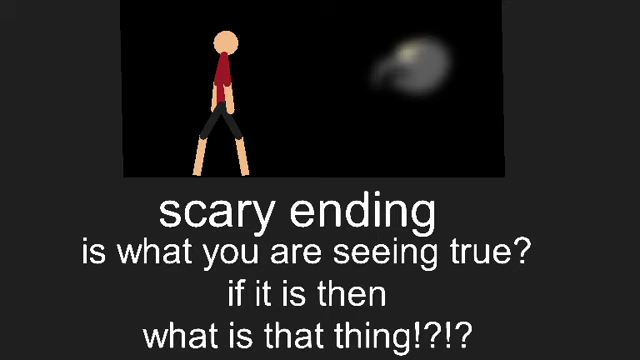 scary ending
is what you are seeing true?
if it is then
what is that thing!?!?